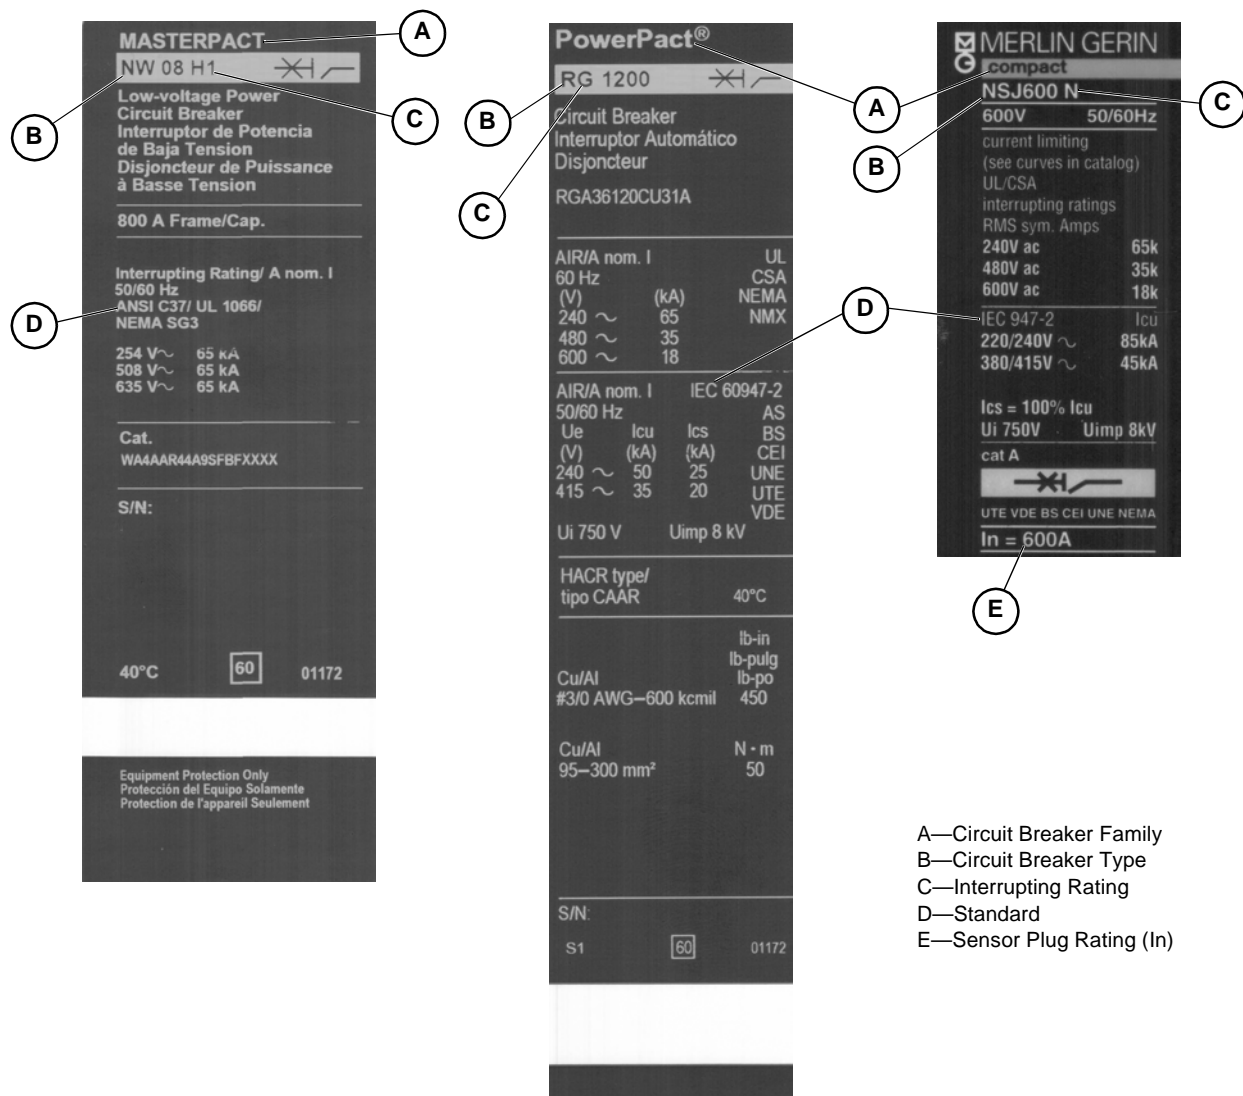 A
MASTERPACT
NW 08 H1
B
C
Low-voltage Power
Circuit Breaker
Interruptor de Potencia
de Baja Tension
Disjoncteur de Puissance
à Basse Tension
800 A Frame/Cap.
Interrupting Rating/ A nom. I
50/60 Hz
D
ANSI C37/ UL 1066/
NEMA SG3
254 V~ 65 kA
508 V~ 65 kA
635 V~ 65 kA
Cat.
WA4AAR44A9SFBFXXXX
S/N:
40°C 60 01172
Equipment Protection Only
Protección del Equipo Solamente
Protection de l'appareil Seulement
PowerPact®
RG 1200
A
B
C
Circuit Breaker
Interruptor Automático
Disjoncteur
RGA36120CU31A
AIR/A nom. I UL
60 Hz CSA
(V) (kA) NEMA
240 ~ 65 NMX
480 ~ 35
600 ~ 18
D
AIR/A nom. I IEC 60947-2
50/60 Hz AS
Ue Icu Ics BS
(V) (kA) (kA) CEI
240 ~ 50 25 UNE
415 ~ 35 20 UTE
VDE
Ui 750 V Uimp 8 kV
HACR type/
tipo CAAR 40°C
lb-in
lb-pulg
Cu/Al lb-po
#3/0 AWG–600 kcmil 450
Cu/Al N • m
95–300 mm² 50
S/N:
S1 60 01172
MG MERLIN GERIN
compact
NSJ600 N
C
B
600V 50/60Hz
current limiting
(see curves in catalog)
UL/CSA
interrupting ratings
RMS sym. Amps
240V ac 65k
480V ac 35k
600V ac 18k
IEC 947-2 Icu
220/240V ~ 85kA
380/415V ~ 45kA
Ics = 100% Icu
Ui 750V Uimp 8kV
cat A
UTE VDE BS CEI UNE NEMA
In = 600A
E
A—Circuit Breaker Family
B—Circuit Breaker Type
C—Interrupting Rating
D—Standard
E—Sensor Plug Rating (In)